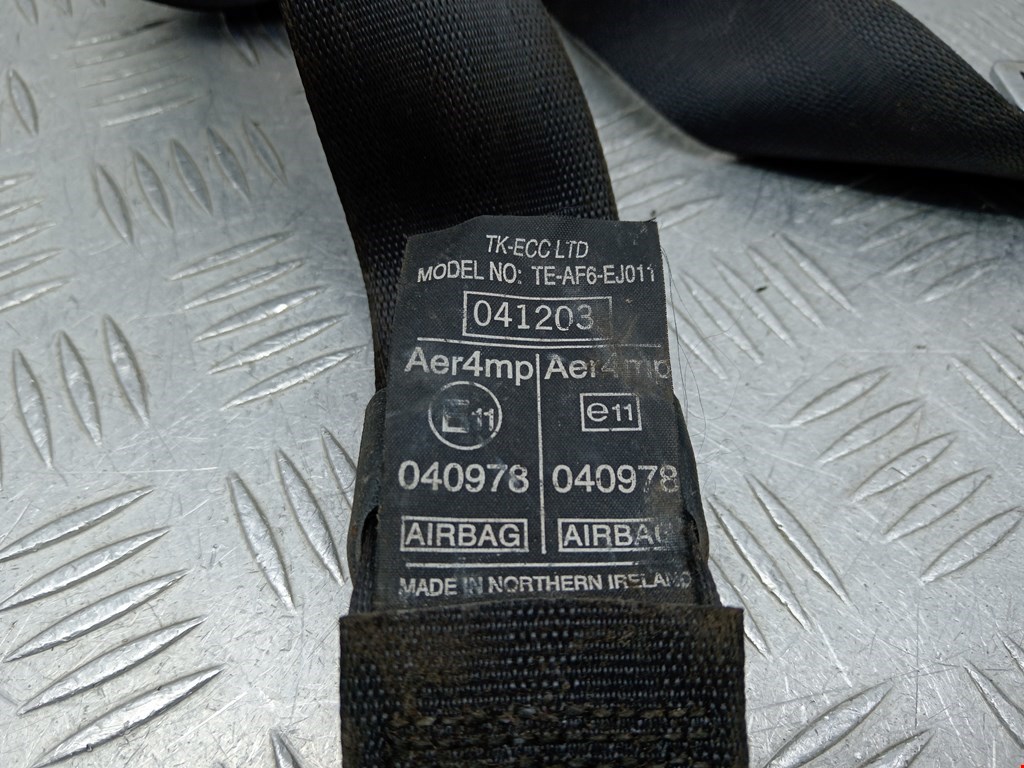 TK-ECC LTD
MODEL NO: TE-AF6-EJ011
041203
Aer4mp Aer4mp
E11 e11
040978 040978
AIRBAG AIRBAG
MADE IN NORTHERN IRELAND